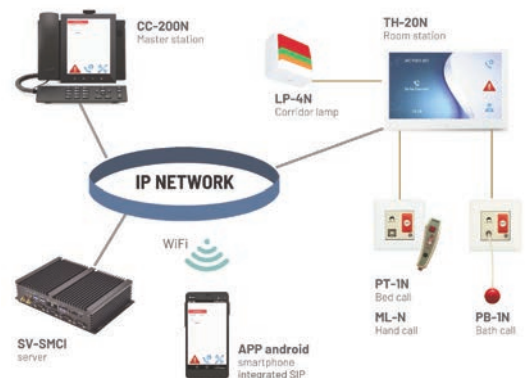 CC-200N
Master station
TH-20N
Room station
LP-4N
Corridor lamp
IP NETWORK
WiFi
PT-1N
Bed call
ML-N
Hand call
PB-1N
Bath call
SV-SMCI
server
APP android
smartphone
integrated SIP